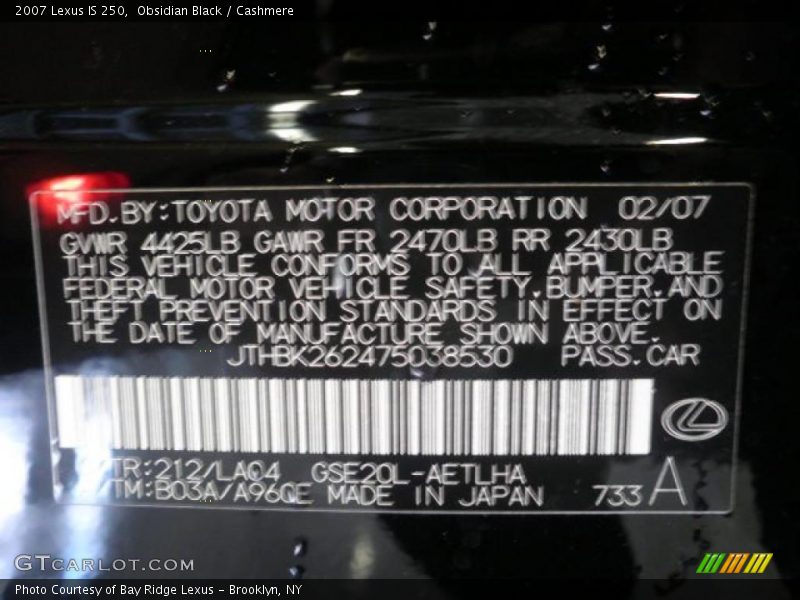 2007 Lexus IS 250,  Obsidian Black / Cashmere
MFD.BY:TOYOTA MOTOR CORPORATION 02/07
GVWR 4425LB GAWR FR 2470LB RR 2430LB
THIS VEHICLE CONFORMS TO ALL APPLICABLE
FEDERAL MOTOR VEHICLE SAFETY,BUMPER,AND
THEFT PREVENTION STANDARDS IN EFFECT ON
THE DATE OF MANUFACTURE SHOWN ABOVE.
JTHBK262475038530 PASS.CAR
/TR:212/LA04 GSE20L-AETLHA
/TM:B03A/A960E MADE IN JAPAN 733 A
GTCARLOT.COM
Photo Courtesy of Bay Ridge Lexus - Brooklyn, NY